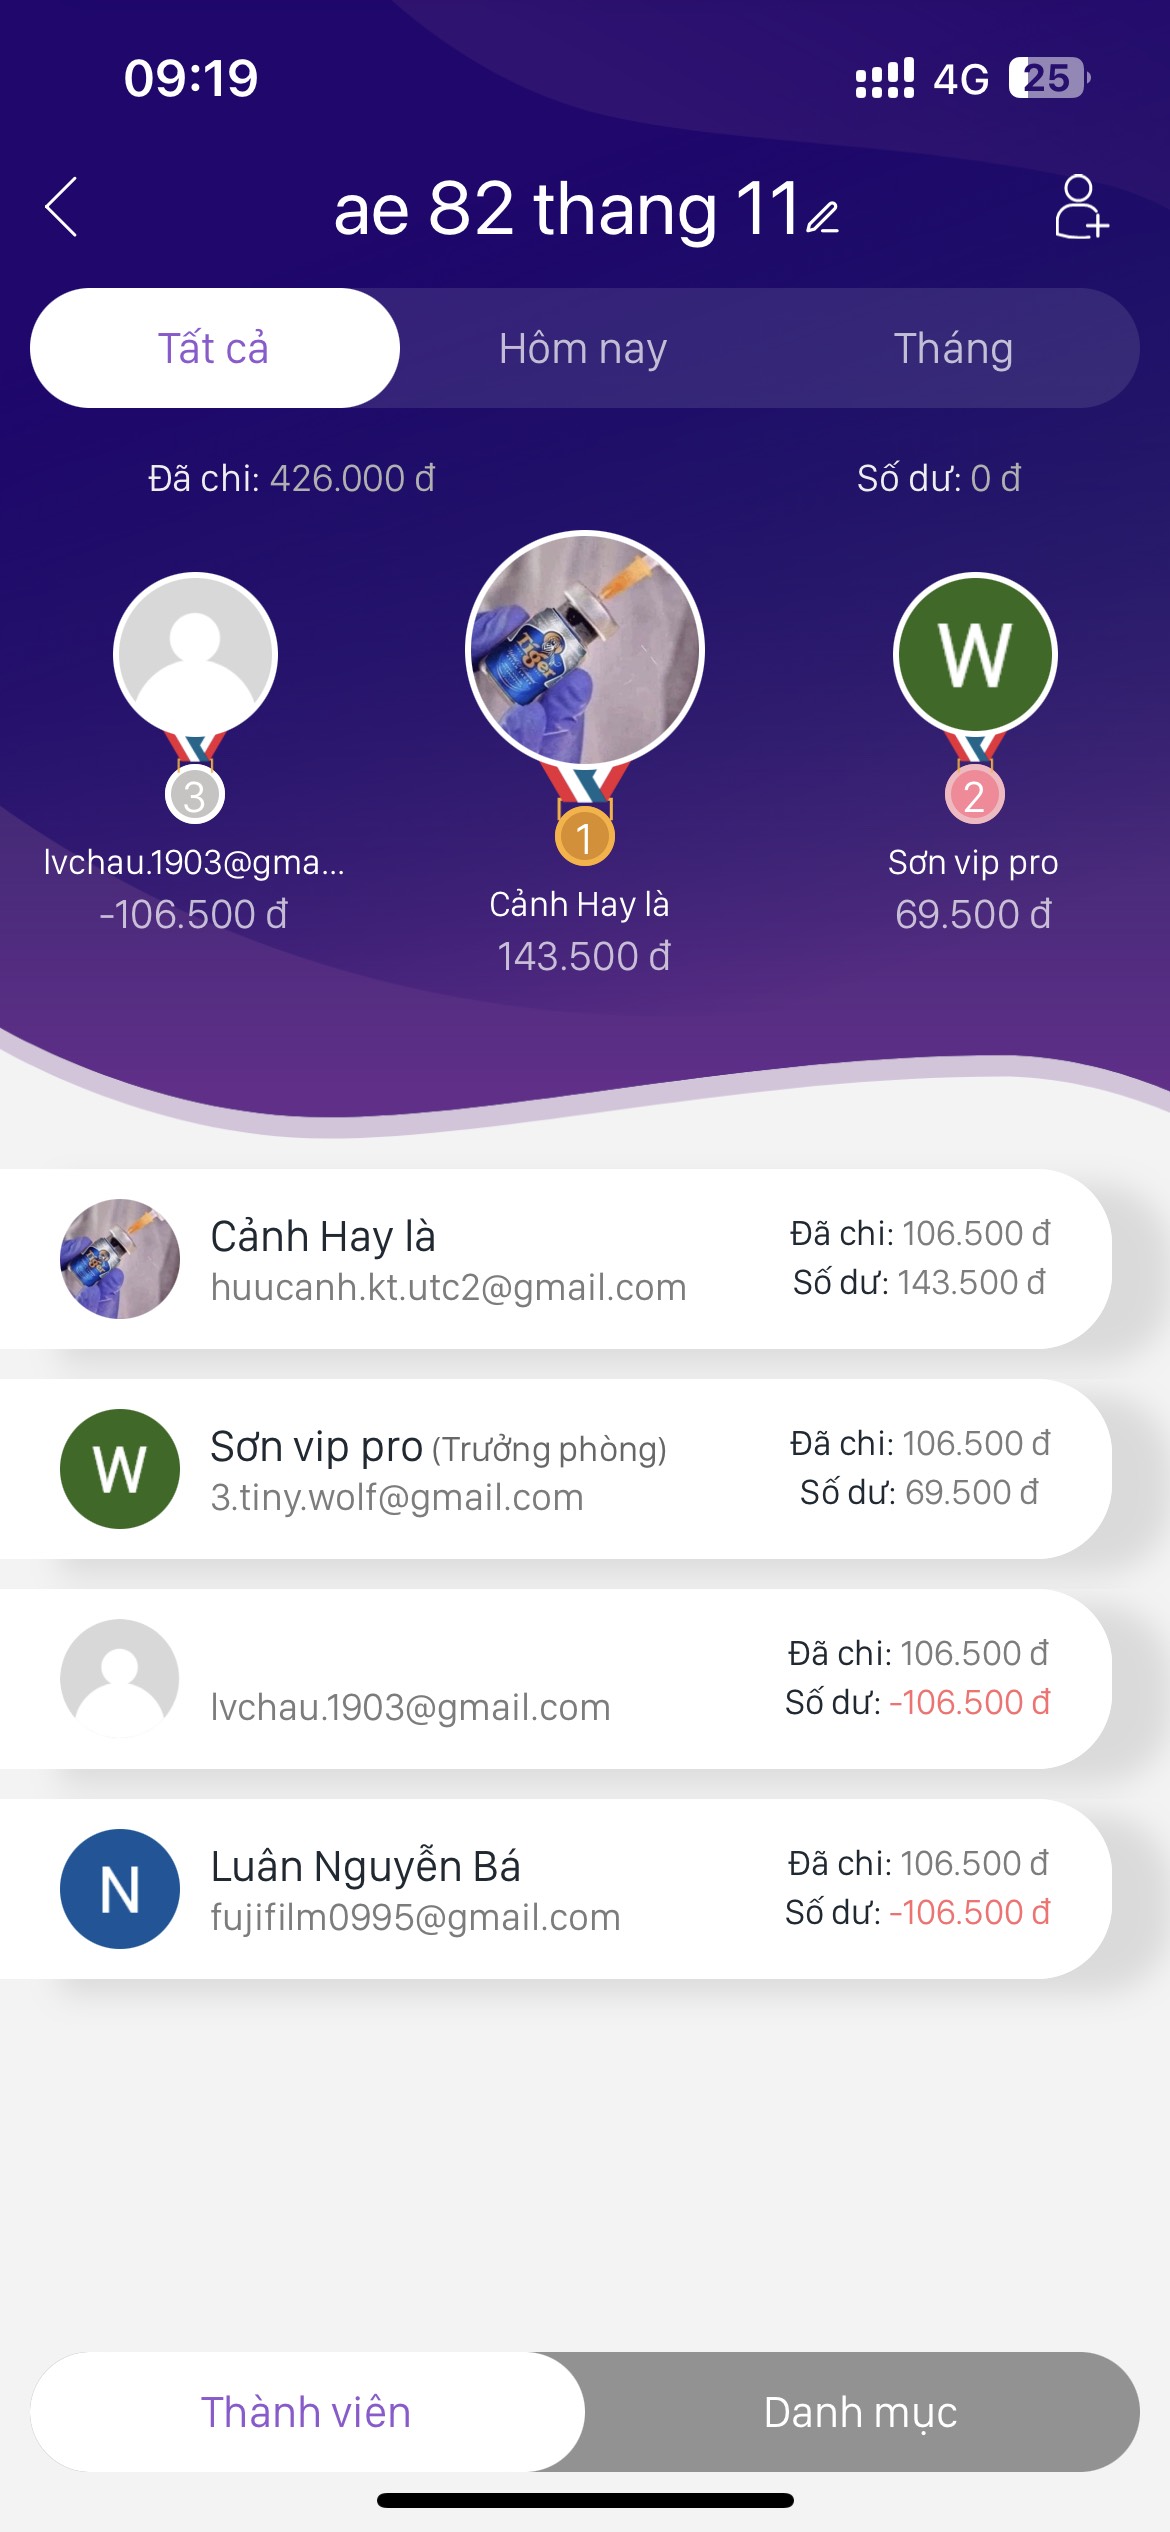 09:19
4G 25
ae 82 thang 11
Tất cả
Hôm nay
Tháng
Đã chi: 426.000 đ
Số dư: 0 đ
Tiger
W
3
1
2
lvchau.1903@gma...
-106.500 đ
Cảnh Hay là
143.500 đ
Sơn vip pro
69.500 đ
Tiger
Cảnh Hay là
huucanh.kt.utc2@gmail.com
Đã chi: 106.500 đ
Số dư: 143.500 đ
W
Sơn vip pro (Trưởng phòng)
3.tiny.wolf@gmail.com
Đã chi: 106.500 đ
Số dư: 69.500 đ
lvchau.1903@gmail.com
Đã chi: 106.500 đ
Số dư: -106.500 đ
N
Luân Nguyễn Bá
fujifilm0995@gmail.com
Đã chi: 106.500 đ
Số dư: -106.500 đ
Thành viên
Danh mục